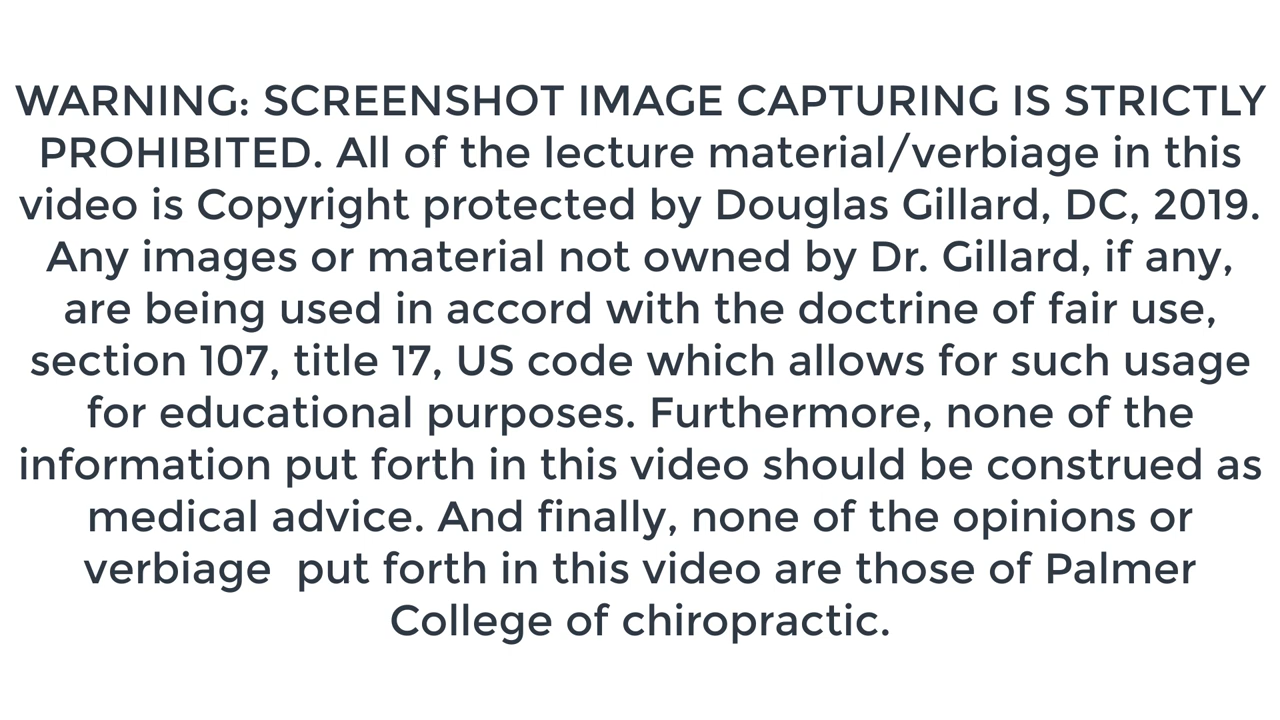 WARNING: SCREENSHOT IMAGE CAPTURING IS STRICTLY
PROHIBITED. All of the lecture material/verbiage in this
video is Copyright protected by Douglas Gillard, DC, 2019.
Any images or material not owned by Dr. Gillard, if any,
are being used in accord with the doctrine of fair use,
section 107, title 17, US code which allows for such usage
for educational purposes. Furthermore, none of the
information put forth in this video should be construed as
medical advice. And finally, none of the opinions or
verbiage  put forth in this video are those of Palmer
College of chiropractic.